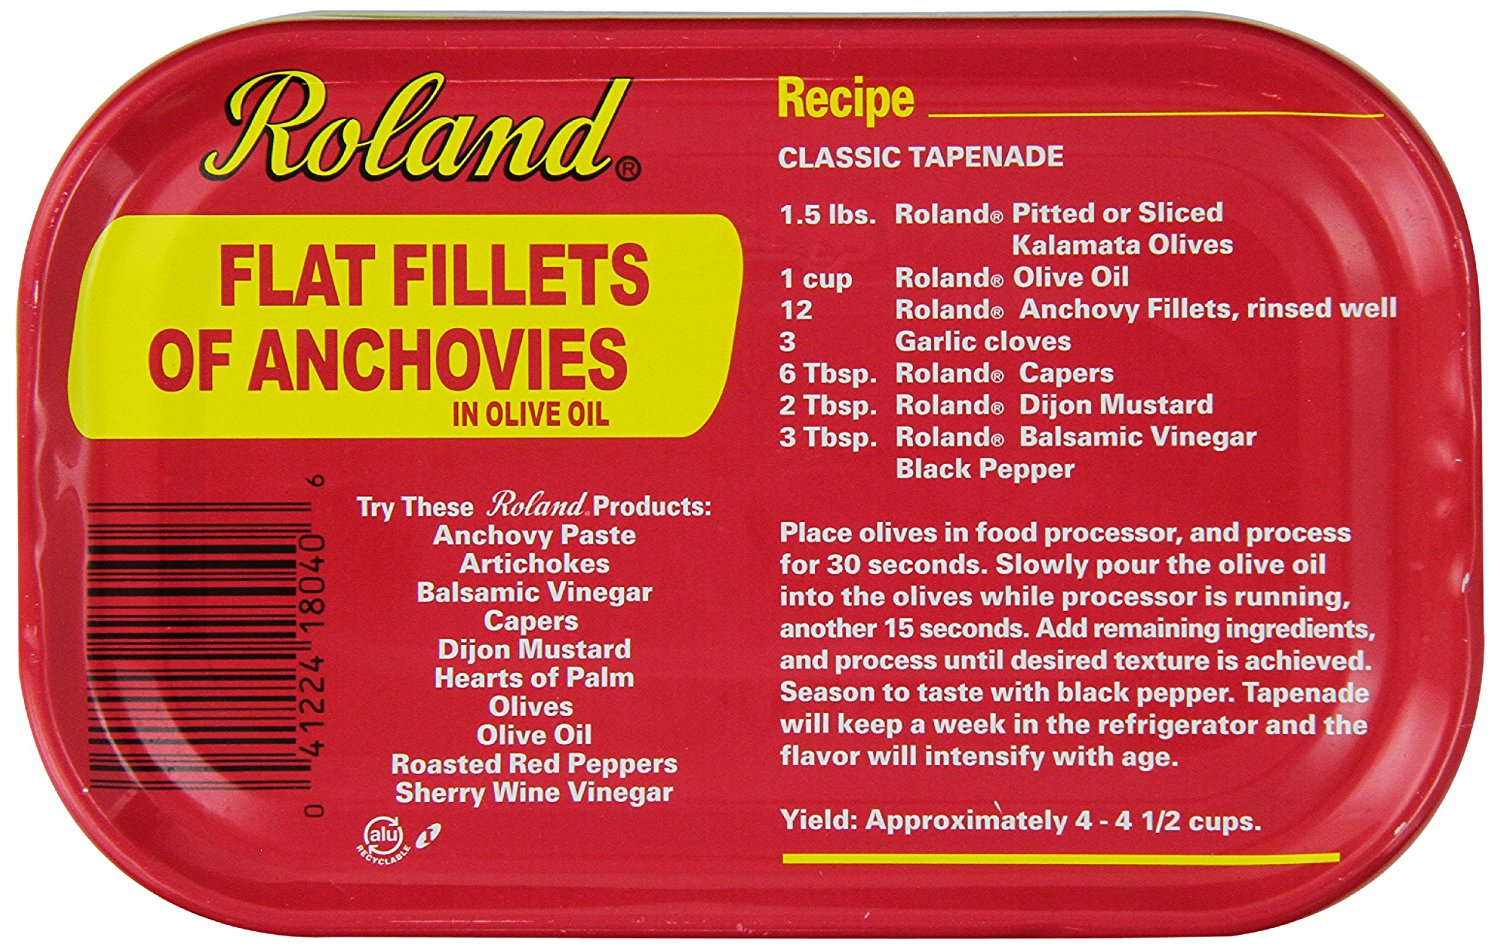 Roland®
FLAT FILLETS
OF ANCHOVIES
IN OLIVE OIL
Try These Roland® Products:
Anchovy Paste
Artichokes
Balsamic Vinegar
Capers
Dijon Mustard
Hearts of Palm
Olives
Olive Oil
Roasted Red Peppers
Sherry Wine Vinegar
0 41224 18040 6
alu
RECYCLABLE
Recipe
CLASSIC TAPENADE
1.5 lbs. Roland® Pitted or Sliced
Kalamata Olives
1 cup Roland® Olive Oil
12 Roland® Anchovy Fillets, rinsed well
3 Garlic cloves
6 Tbsp. Roland® Capers
2 Tbsp. Roland® Dijon Mustard
3 Tbsp. Roland® Balsamic Vinegar
Black Pepper
Place olives in food processor, and process
for 30 seconds. Slowly pour the olive oil
into the olives while processor is running,
another 15 seconds. Add remaining ingredients,
and process until desired texture is achieved.
Season to taste with black pepper. Tapenade
will keep a week in the refrigerator and the
flavor will intensify with age.
Yield: Approximately 4 - 4 1/2 cups.